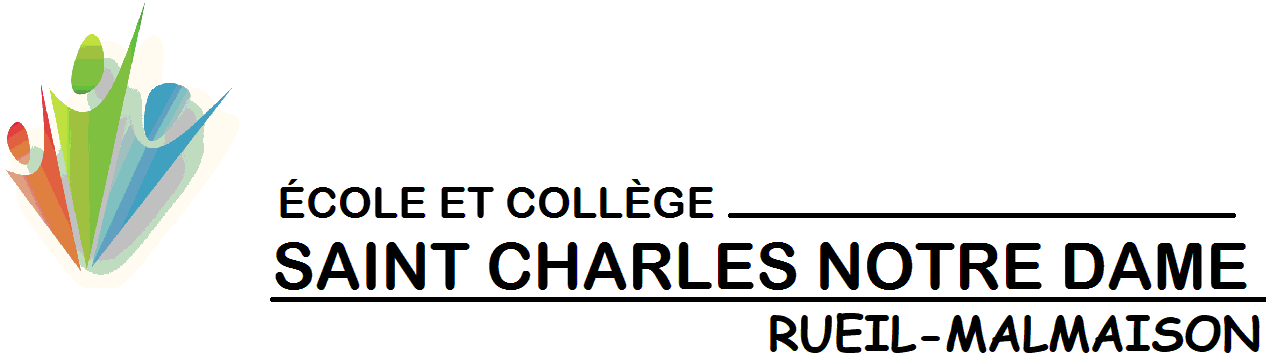 ÉCOLE ET COLLÈGE
SAINT CHARLES NOTRE DAME
RUEIL-MALMAISON